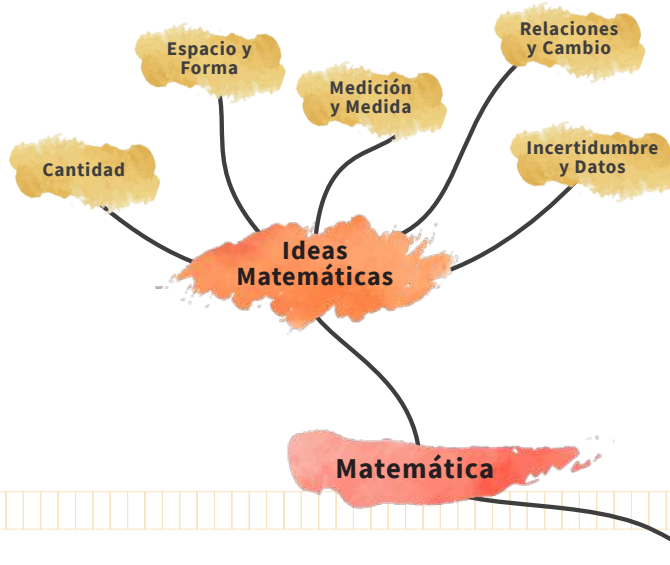 Relaciones
y Cambio
Espacio y
Forma
Medición
y Medida
Incertidumbre
y Datos
Cantidad
Ideas
Matemáticas
Matemática